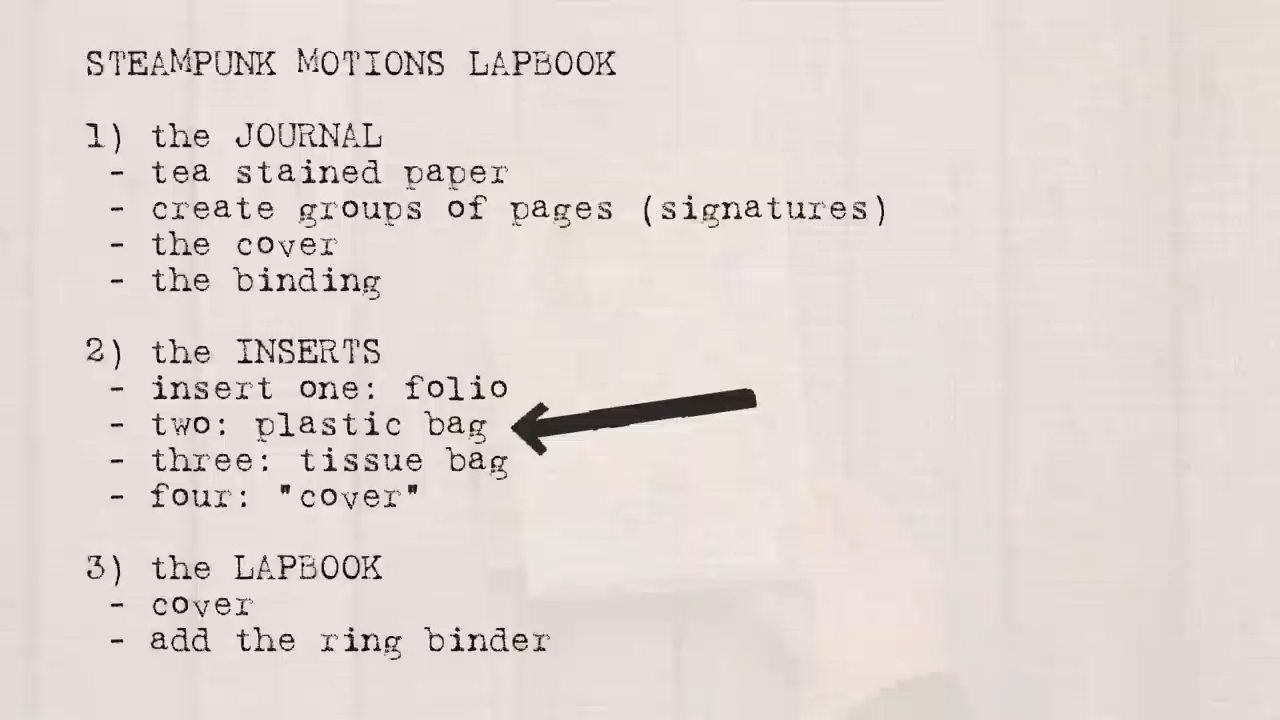 STEAMPUNK MOTIONS LAPBOOK
1) the JOURNAL
- tea stained paper
- create groups of pages (signatures)
- the cover
- the binding
2) the INSERTS
- insert one: folio
- two: plastic bag
- three: tissue bag
- four: "cover"
3) the LAPBOOK
- cover
- add the ring binder